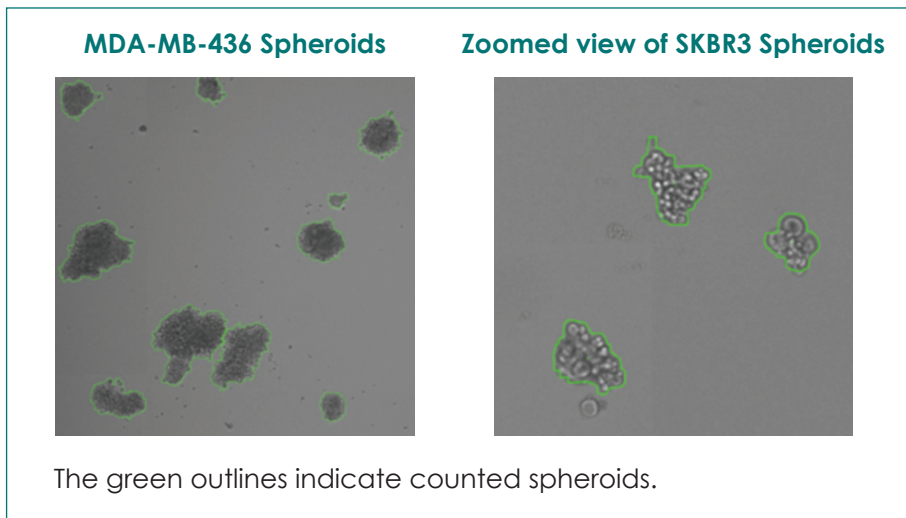 MDA-MB-436 Spheroids
Zoomed view of SKBR3 Spheroids
The green outlines indicate counted spheroids.